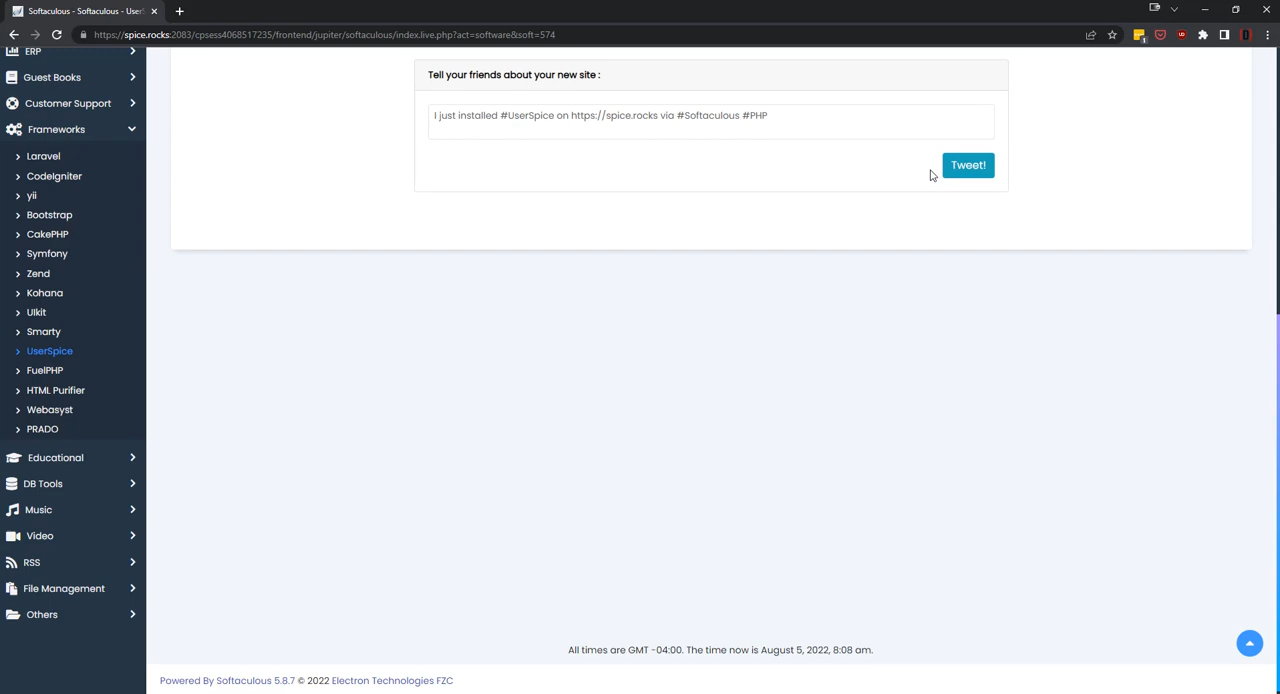 Softaculous - Softaculous - UserS
https://spice.rocks:2083/cpsess4068517235/frontend/jupiter/softaculous/index.live.php?act=software&soft=574
ERP
Guest Books
Customer Support
Frameworks
Laravel
CodeIgniter
yii
Bootstrap
CakePHP
Symfony
Zend
Kohana
UIkit
Smarty
UserSpice
FuelPHP
HTML Purifier
Webasyst
PRADO
Educational
DB Tools
Music
Video
RSS
File Management
Others
Tell your friends about your new site :
I just installed #UserSpice on https://spice.rocks via #Softaculous #PHP
Tweet!
All times are GMT -04:00. The time now is August 5, 2022, 8:08 am.
Powered By Softaculous 5.8.7 © 2022 Electron Technologies FZC